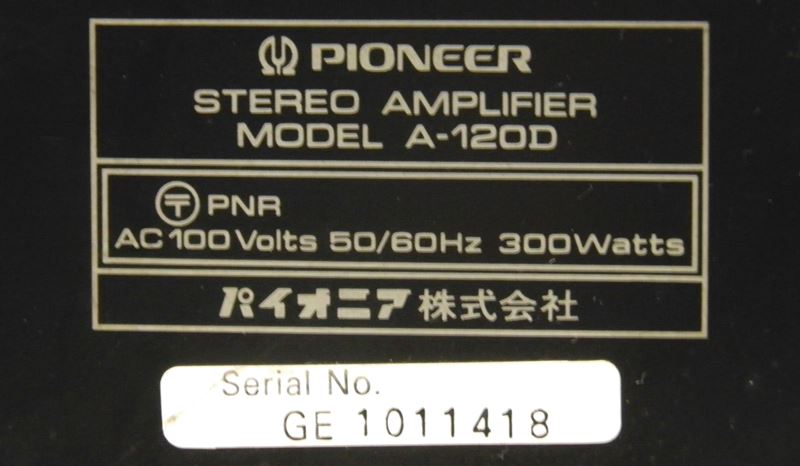 PIONEER
STEREO AMPLIFIER
MODEL A-120D
〒 PNR
AC 100 Volts 50/60Hz 300Watts
パイオニア株式会社
Serial No.
GE 1011418